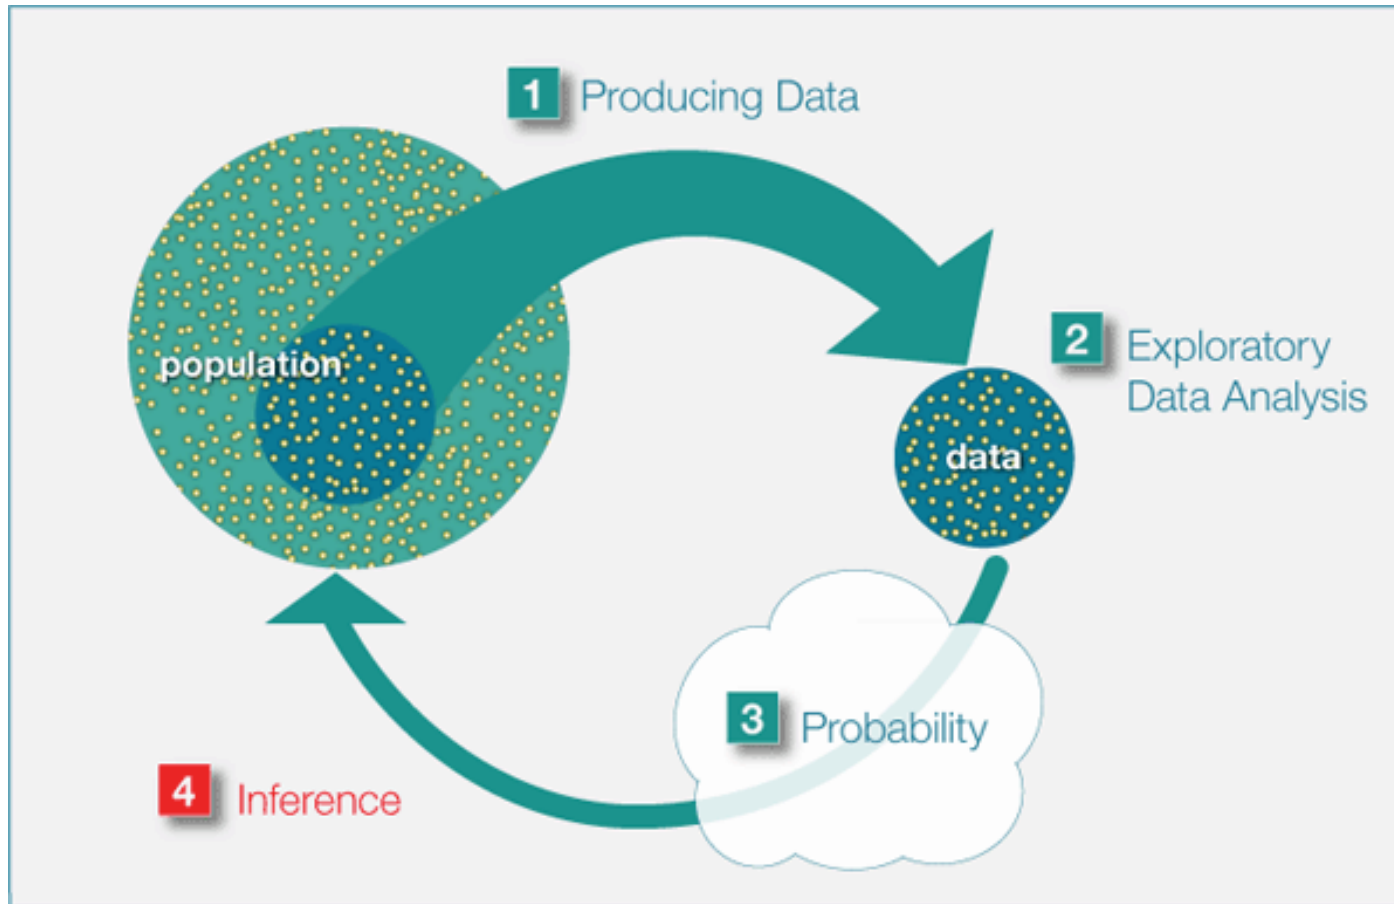 1 Producing Data
population
2 Exploratory
Data Analysis
data
3 Probability
4 Inference